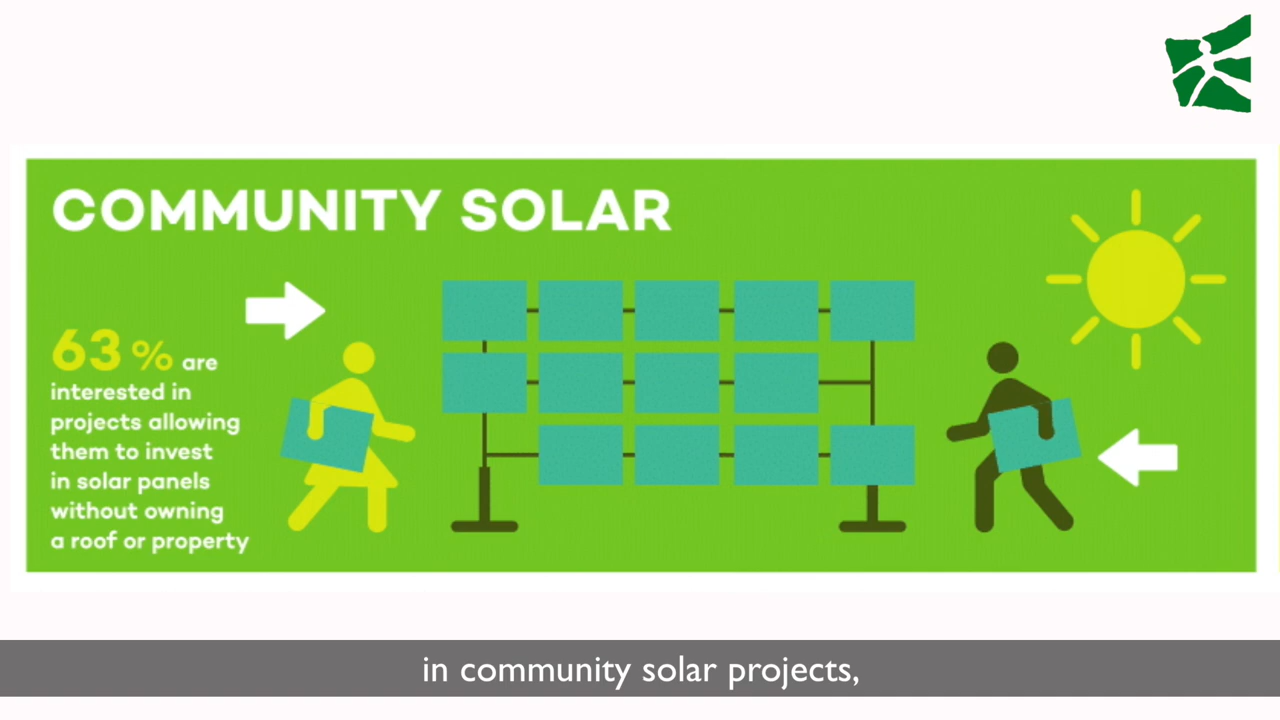 COMMUNITY SOLAR
63 % are
interested in
projects allowing
them to invest
in solar panels
without owning
a roof or property
in community solar projects,